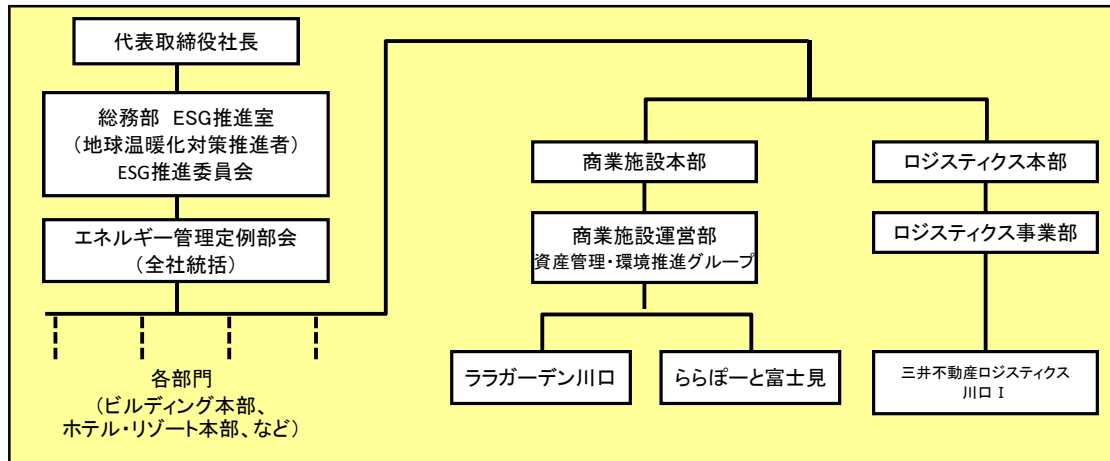 代表取締役社長
総務部 ESG推進室
（地球温暖化対策推進者）
ESG推進委員会
エネルギー管理定例部会
（全社統括）
各部門
（ビルディング本部、
ホテル・リゾート本部、など）
商業施設本部
商業施設運営部
資産管理・環境推進グループ
ララガーデン川口
ららぽーと富士見
ロジスティクス本部
ロジスティクス事業部
三井不動産ロジスティクス
川口Ⅰ